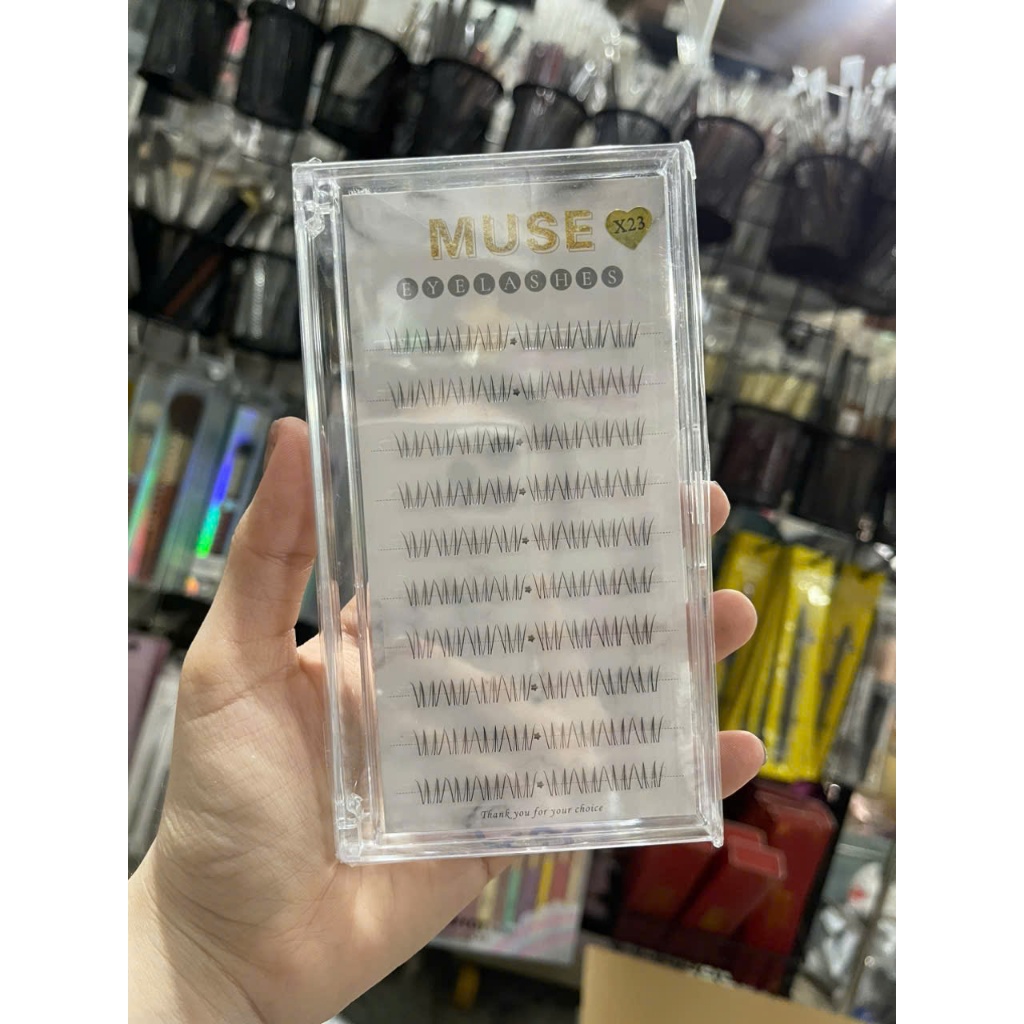 MUSE X23
EYELASHES
Thank you for your choice